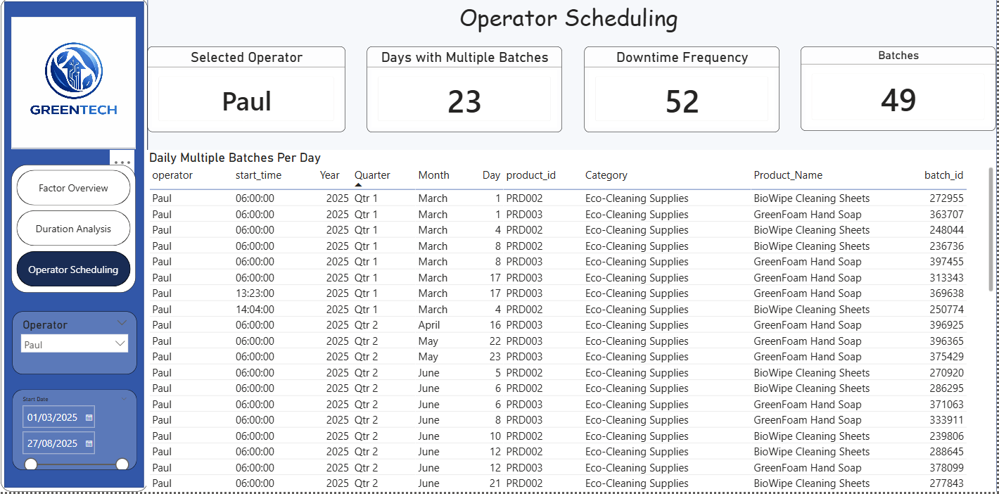 Operator Scheduling
GREENTECH
Selected Operator
Paul
Days with Multiple Batches
23
Downtime Frequency
52
Batches
49
Factor Overview
Duration Analysis
Operator Scheduling
Operator
Paul
Start Date
01/03/2025
27/08/2025
Daily Multiple Batches Per Day
operator start_time Year Quarter Month Day product_id Category Product_Name batch_id
Paul 06:00:00 2025 Qtr 1 March 1 PRD002 Eco-Cleaning Supplies BioWipe Cleaning Sheets 272955
Paul 06:00:00 2025 Qtr 1 March 1 PRD003 Eco-Cleaning Supplies GreenFoam Hand Soap 363707
Paul 06:00:00 2025 Qtr 1 March 4 PRD002 Eco-Cleaning Supplies BioWipe Cleaning Sheets 248044
Paul 06:00:00 2025 Qtr 1 March 8 PRD002 Eco-Cleaning Supplies BioWipe Cleaning Sheets 236736
Paul 06:00:00 2025 Qtr 1 March 8 PRD003 Eco-Cleaning Supplies GreenFoam Hand Soap 397455
Paul 06:00:00 2025 Qtr 1 March 17 PRD003 Eco-Cleaning Supplies GreenFoam Hand Soap 313343
Paul 13:23:00 2025 Qtr 1 March 17 PRD003 Eco-Cleaning Supplies GreenFoam Hand Soap 369638
Paul 14:04:00 2025 Qtr 1 March 4 PRD002 Eco-Cleaning Supplies BioWipe Cleaning Sheets 250774
Paul 06:00:00 2025 Qtr 2 April 16 PRD003 Eco-Cleaning Supplies GreenFoam Hand Soap 396925
Paul 06:00:00 2025 Qtr 2 May 22 PRD003 Eco-Cleaning Supplies GreenFoam Hand Soap 396365
Paul 06:00:00 2025 Qtr 2 May 23 PRD003 Eco-Cleaning Supplies GreenFoam Hand Soap 375429
Paul 06:00:00 2025 Qtr 2 June 5 PRD002 Eco-Cleaning Supplies BioWipe Cleaning Sheets 270920
Paul 06:00:00 2025 Qtr 2 June 6 PRD002 Eco-Cleaning Supplies BioWipe Cleaning Sheets 286295
Paul 06:00:00 2025 Qtr 2 June 6 PRD003 Eco-Cleaning Supplies GreenFoam Hand Soap 371063
Paul 06:00:00 2025 Qtr 2 June 8 PRD003 Eco-Cleaning Supplies GreenFoam Hand Soap 333911
Paul 06:00:00 2025 Qtr 2 June 10 PRD002 Eco-Cleaning Supplies BioWipe Cleaning Sheets 239806
Paul 06:00:00 2025 Qtr 2 June 12 PRD002 Eco-Cleaning Supplies BioWipe Cleaning Sheets 288645
Paul 06:00:00 2025 Qtr 2 June 12 PRD003 Eco-Cleaning Supplies GreenFoam Hand Soap 378099
Paul 06:00:00 2025 Qtr 2 June 21 PRD002 Eco-Cleaning Supplies BioWipe Cleaning Sheets 277843